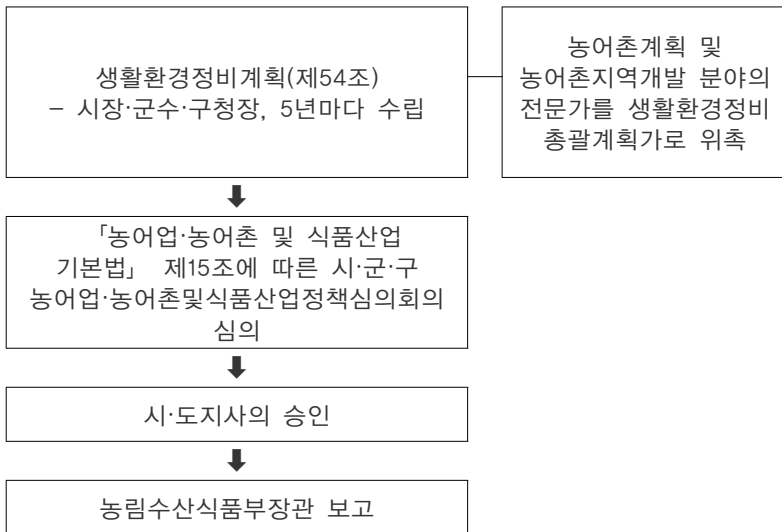 생활환경정비계획(제54조)
- 시장·군수·구청장, 5년마다 수립
농어촌계획 및
농어촌지역개발 분야의
전문가를 생활환경정비
총괄계획가로 위촉
「농어업·농어촌 및 식품산업
기본법」 제15조에 따른 시·군·구
농어업·농어촌및식품산업정책심의회의
심의
시·도지사의 승인
농림수산식품부장관 보고